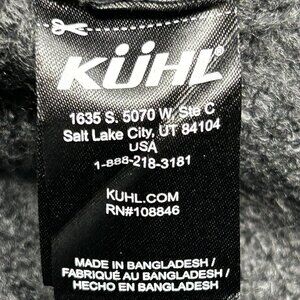 KÜHL
1635 S. 5070 W, Ste C
Salt Lake City, UT 84104
USA
1-888-218-3181
KUHL.COM
RN#108846
MADE IN BANGLADESH /
FABRIQUÉ AU BANGLADESH /
HECHO EN BANGLADESH